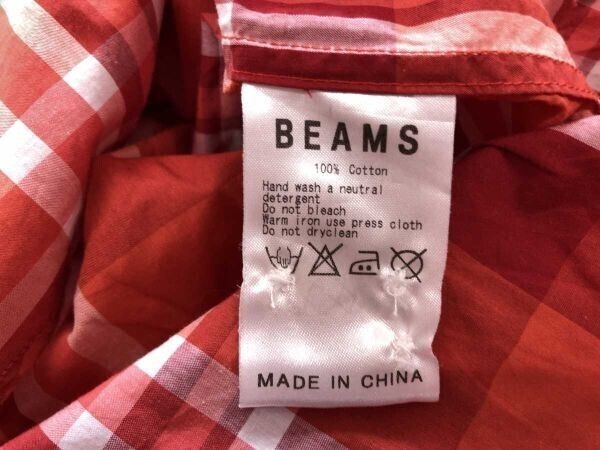 BEAMS
100% Cotton
Hand wash a neutral
detergent
Do not bleach
Warm iron use press cloth
Do not dryclean
MADE IN CHINA